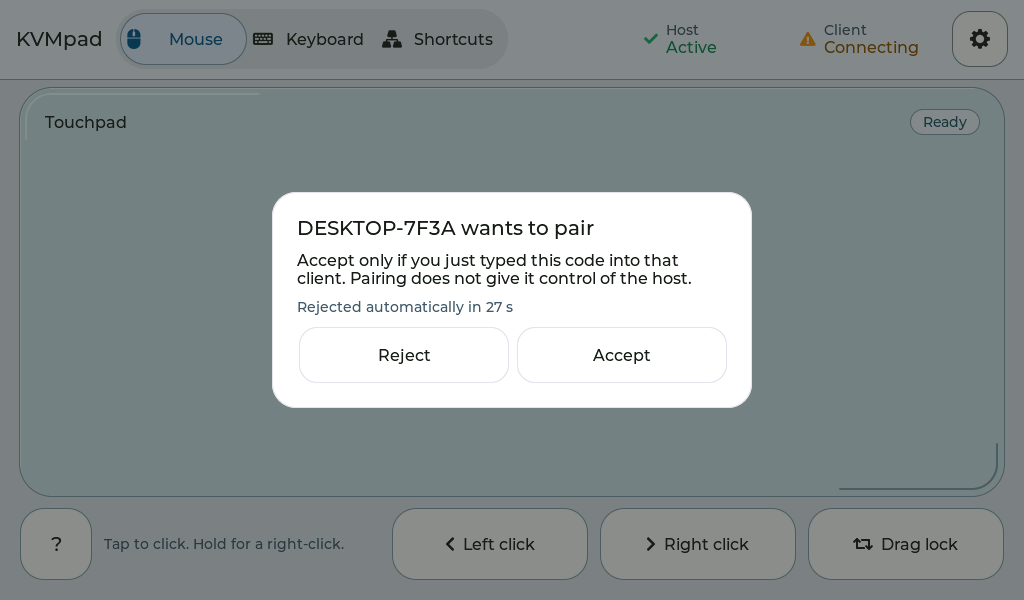 KVMpad
Mouse
Keyboard
Shortcuts
Host
Active
Client
Connecting
Touchpad
Ready
DESKTOP-7F3A wants to pair
Accept only if you just typed this code into that
client. Pairing does not give it control of the host.
Rejected automatically in 27 s
Reject
Accept
?
Tap to click. Hold for a right-click.
Left click
Right click
Drag lock